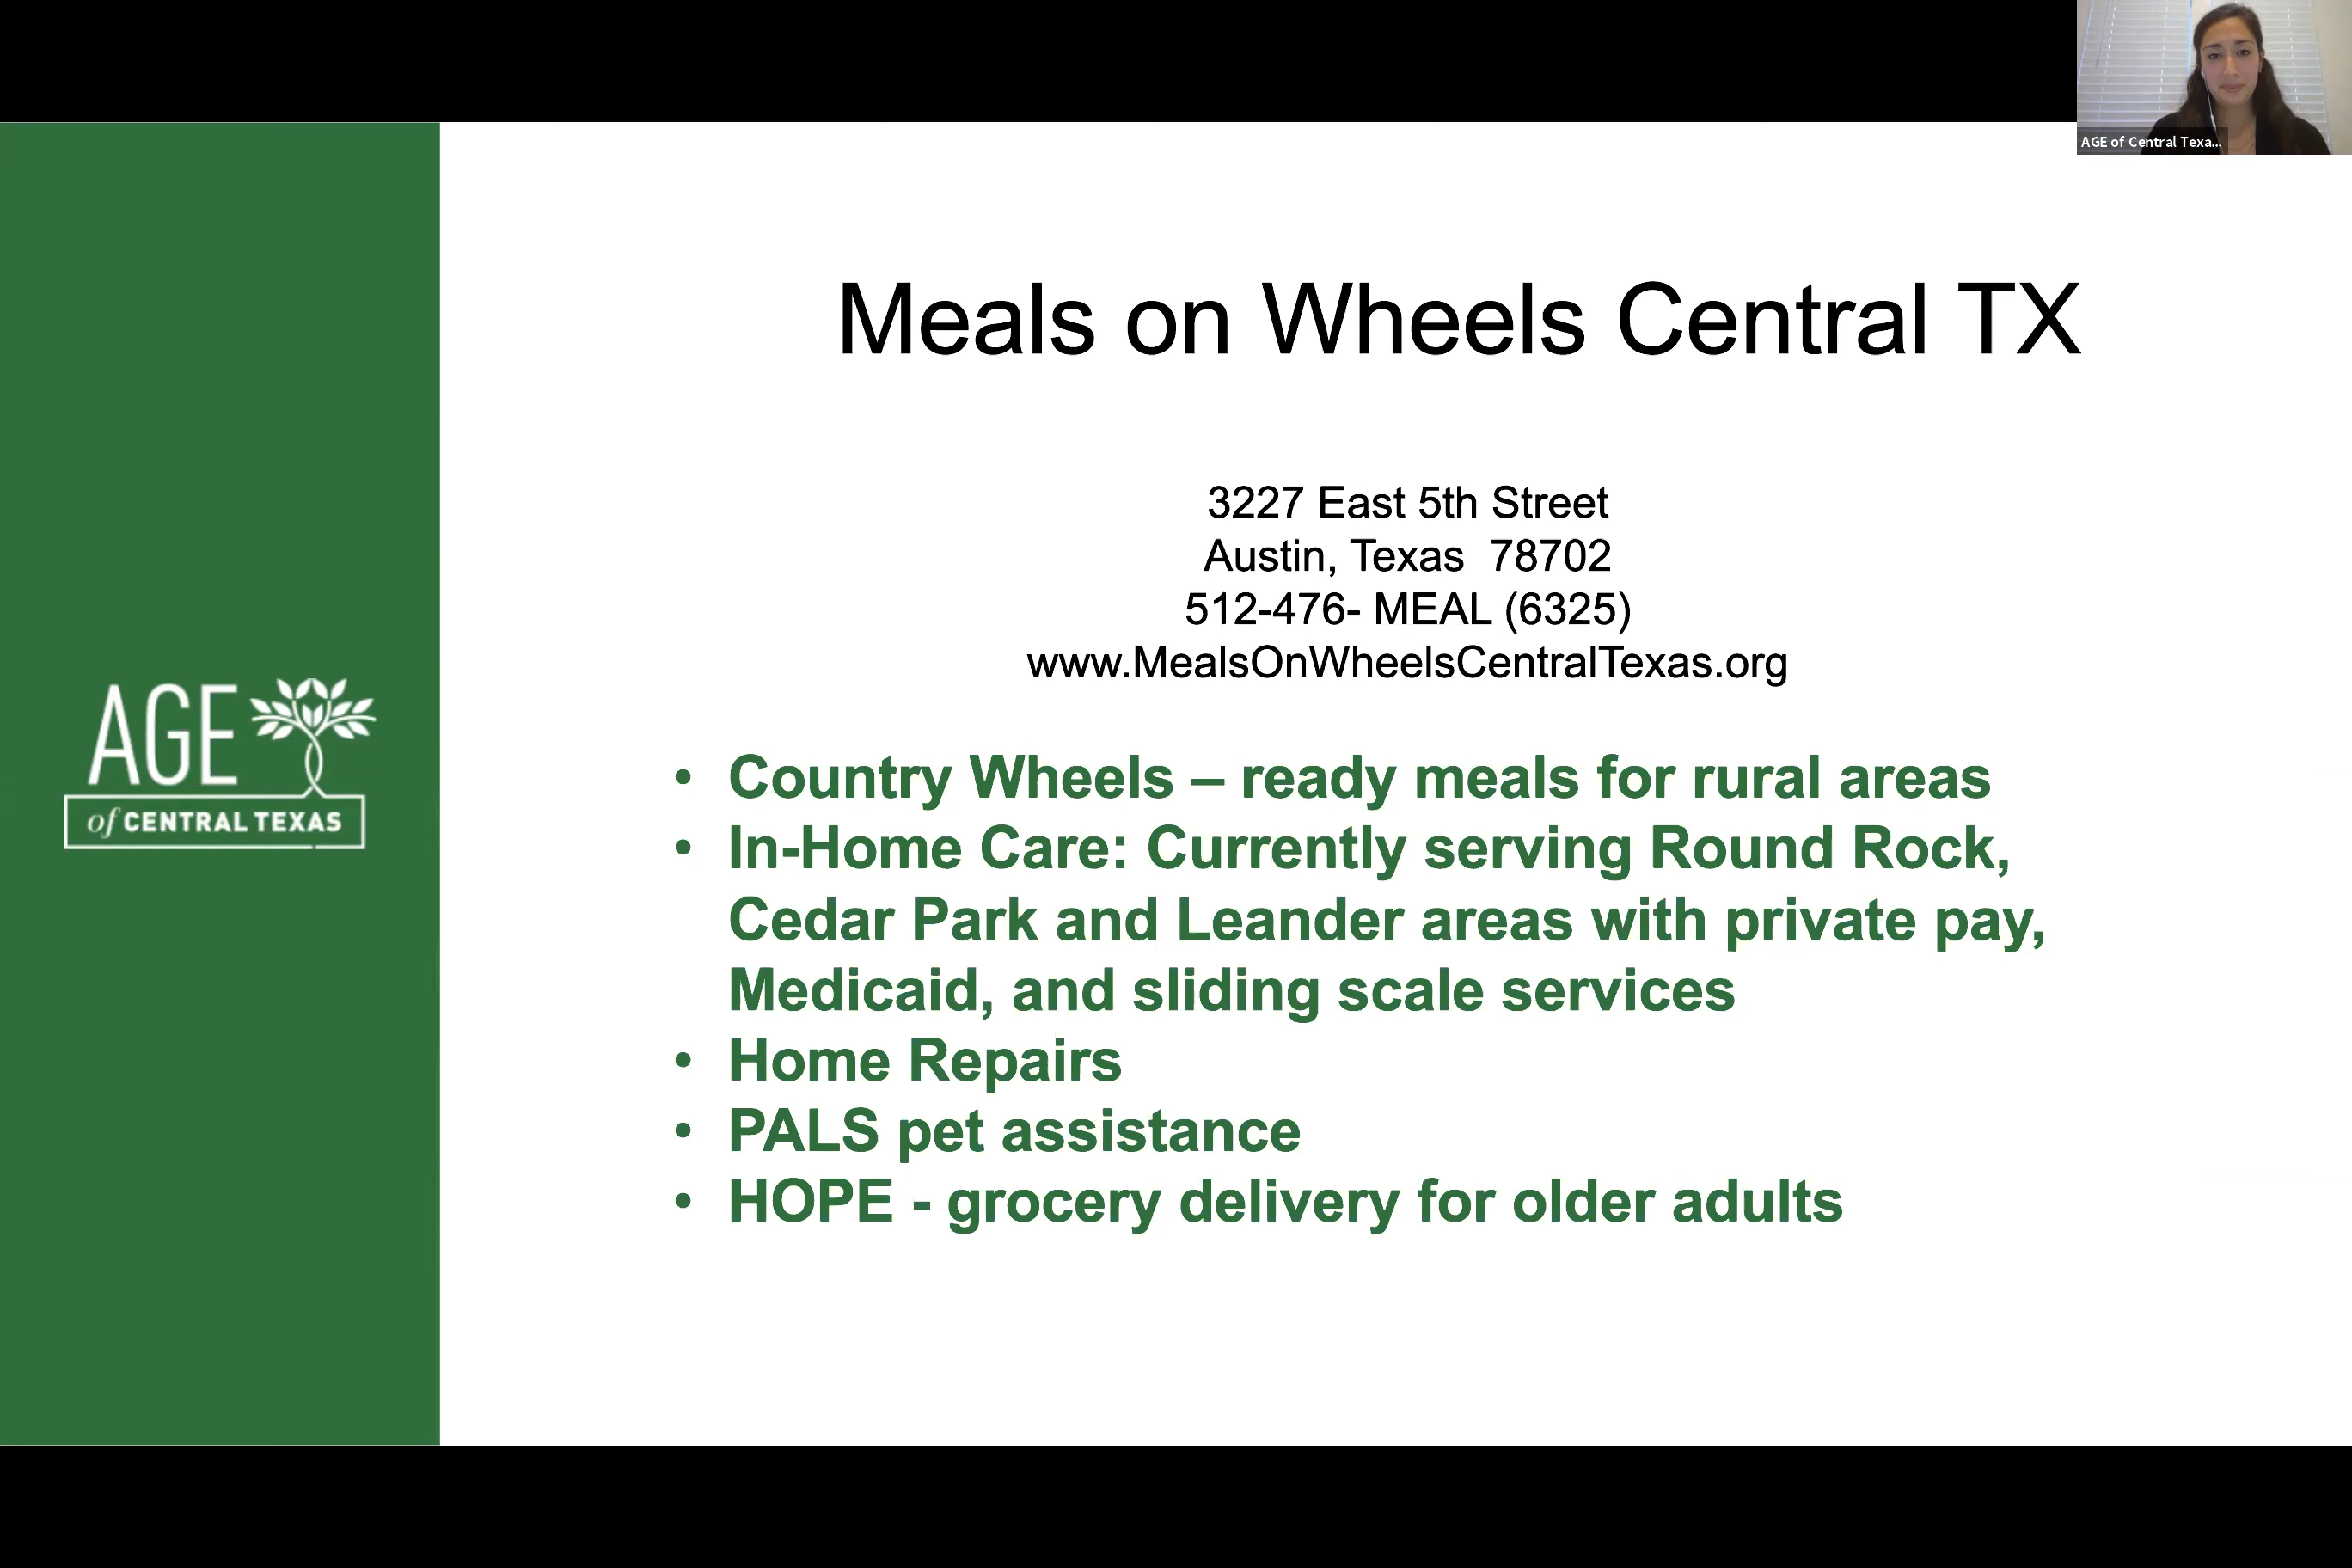 AGE of Central Texa...
Meals on Wheels Central TX
3227 East 5th Street
Austin, Texas  78702
512-476- MEAL (6325)
www.MealsOnWheelsCentralTexas.org
AGE
of CENTRAL TEXAS
• Country Wheels – ready meals for rural areas
• In-Home Care: Currently serving Round Rock,
Cedar Park and Leander areas with private pay,
Medicaid, and sliding scale services
• Home Repairs
• PALS pet assistance
• HOPE - grocery delivery for older adults